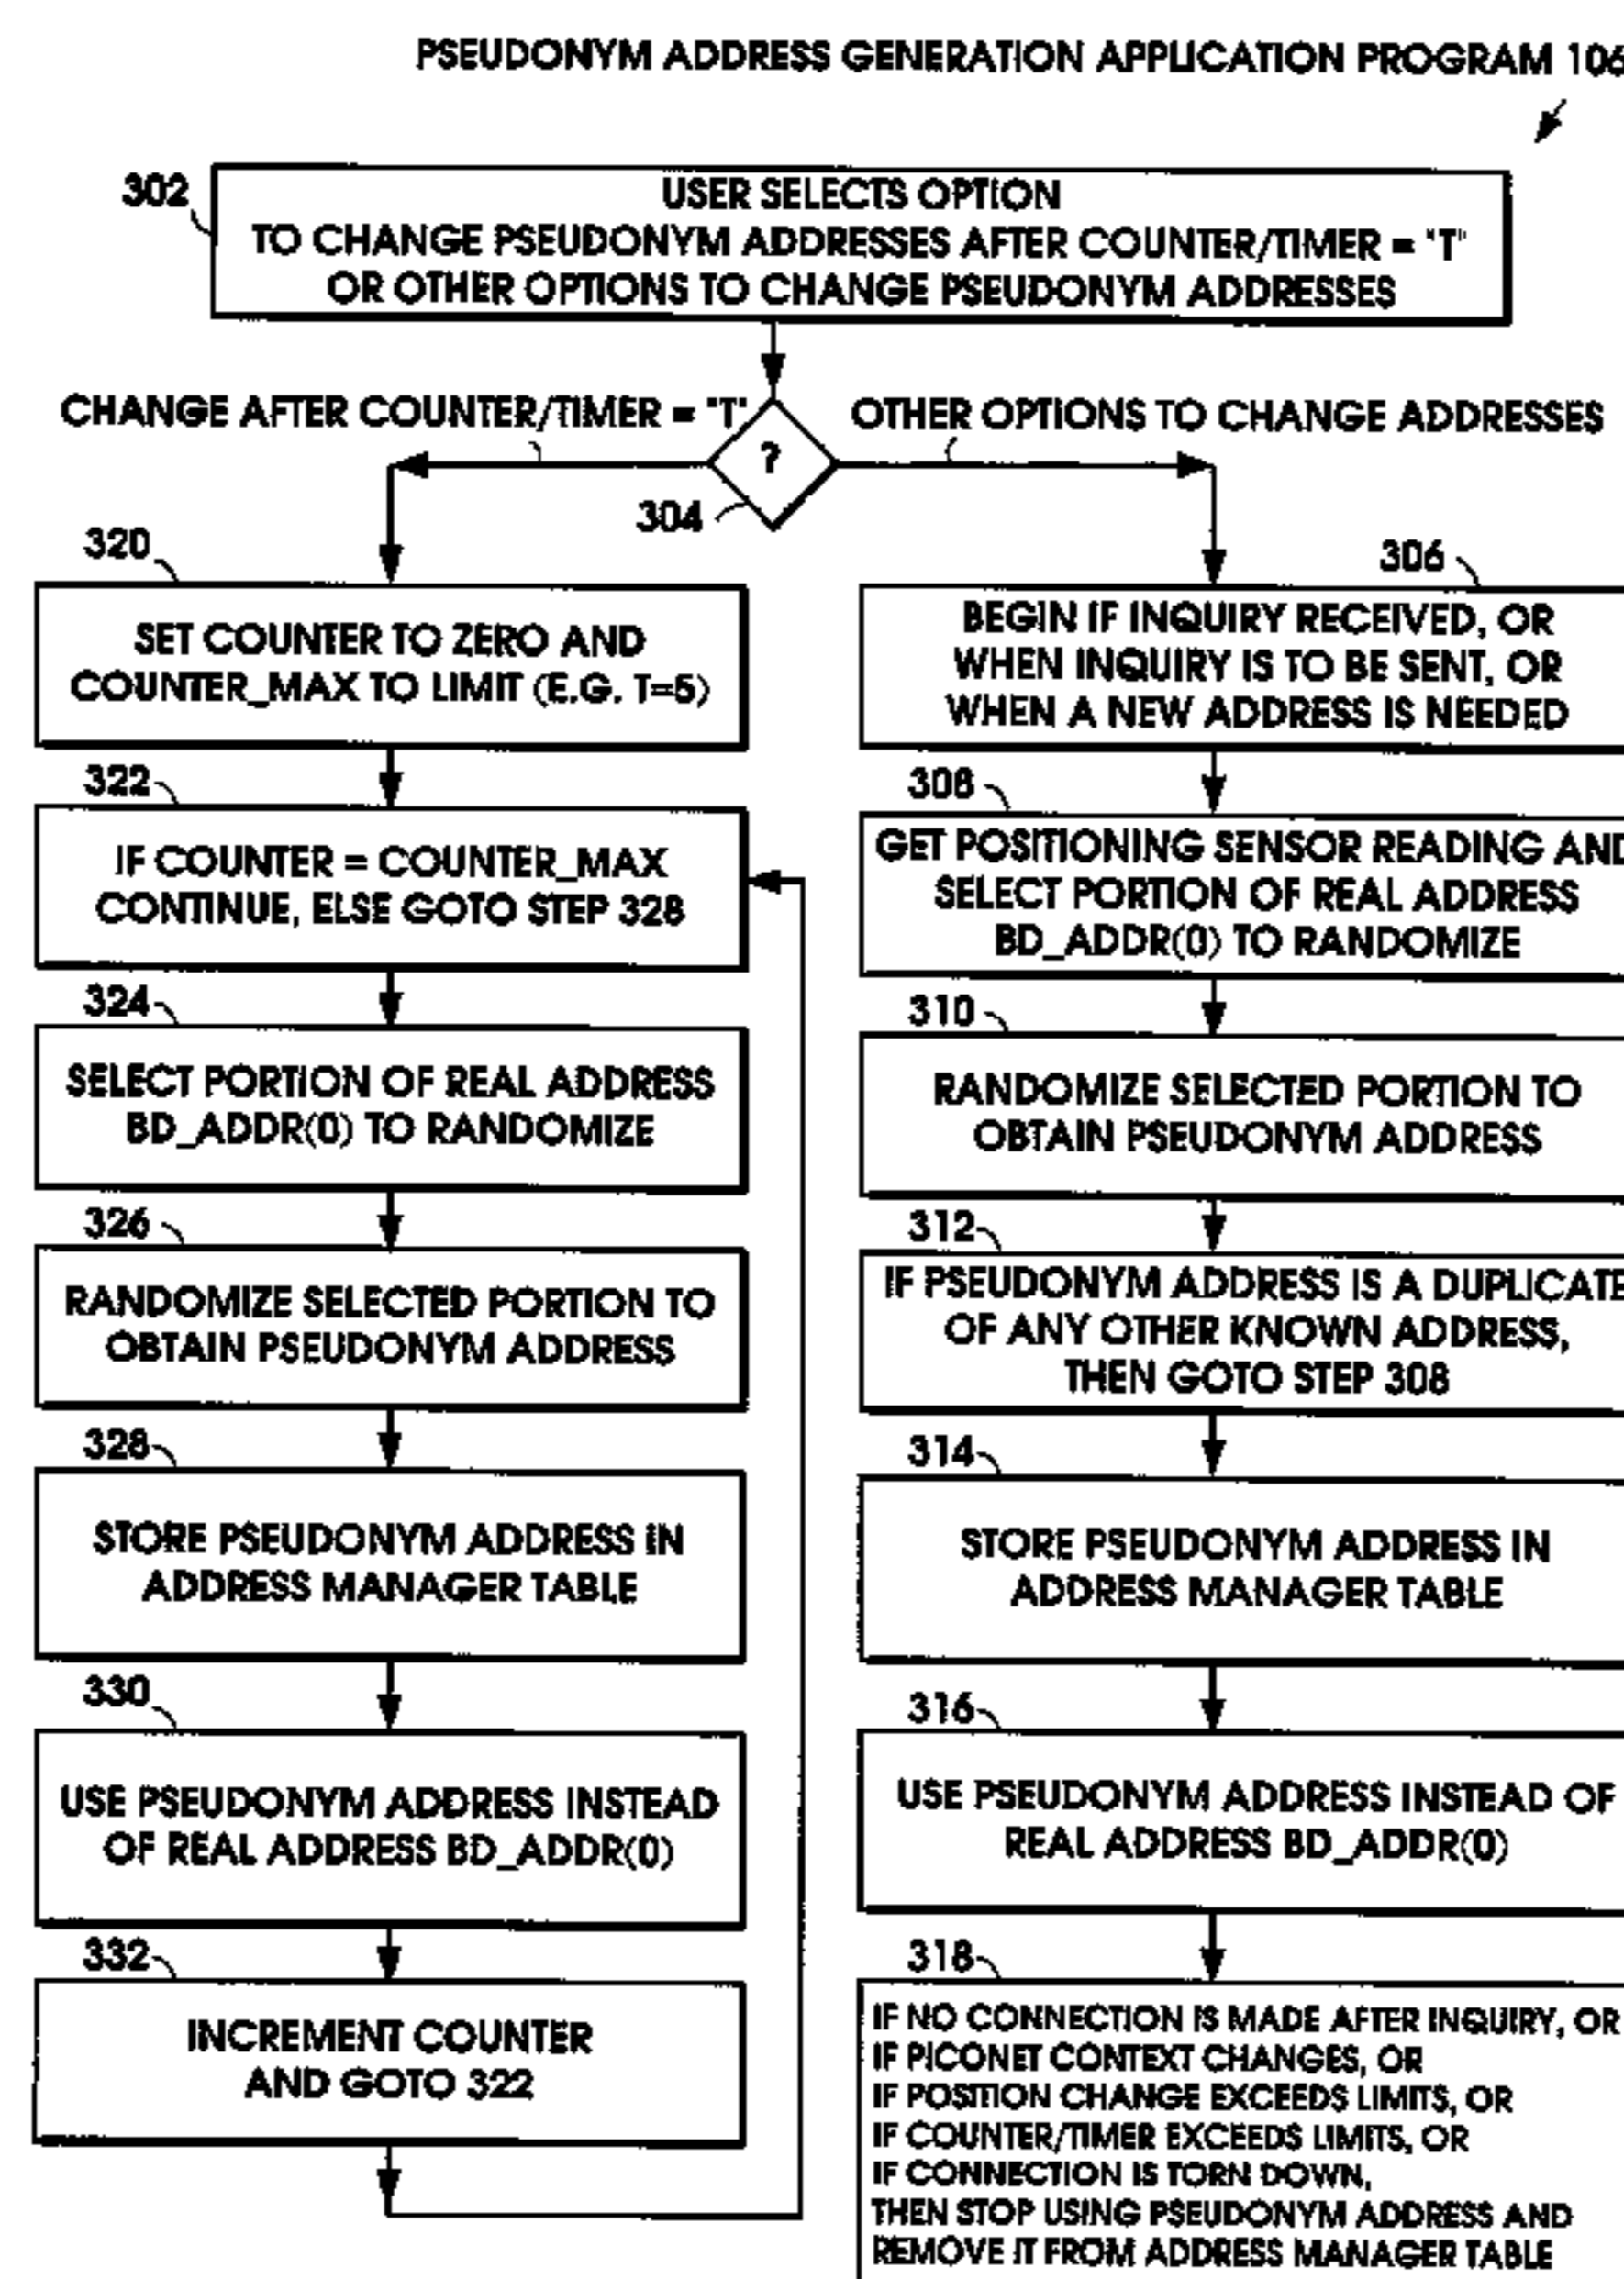 PSEUDONYM ADDRESS GENERATION APPLICATION PROGRAM 106
302
USER SELECTS OPTION
TO CHANGE PSEUDONYM ADDRESSES AFTER COUNTER/TIMER = "T"
OR OTHER OPTIONS TO CHANGE PSEUDONYM ADDRESSES
CHANGE AFTER COUNTER/TIMER = "T"
?
OTHER OPTIONS TO CHANGE ADDRESSES
304
320
SET COUNTER TO ZERO AND
COUNTER_MAX TO LIMIT (E.G. T=5)
322
IF COUNTER = COUNTER_MAX
CONTINUE, ELSE GOTO STEP 328
324
SELECT PORTION OF REAL ADDRESS
BD_ADDR(0) TO RANDOMIZE
326
RANDOMIZE SELECTED PORTION TO
OBTAIN PSEUDONYM ADDRESS
328
STORE PSEUDONYM ADDRESS IN
ADDRESS MANAGER TABLE
330
USE PSEUDONYM ADDRESS INSTEAD
OF REAL ADDRESS BD_ADDR(0)
332
INCREMENT COUNTER
AND GOTO 322
306
BEGIN IF INQUIRY RECEIVED, OR
WHEN INQUIRY IS TO BE SENT, OR
WHEN A NEW ADDRESS IS NEEDED
308
GET POSITIONING SENSOR READING AND
SELECT PORTION OF REAL ADDRESS
BD_ADDR(0) TO RANDOMIZE
310
RANDOMIZE SELECTED PORTION TO
OBTAIN PSEUDONYM ADDRESS
312
IF PSEUDONYM ADDRESS IS A DUPLICATE
OF ANY OTHER KNOWN ADDRESS,
THEN GOTO STEP 308
314
STORE PSEUDONYM ADDRESS IN
ADDRESS MANAGER TABLE
316
USE PSEUDONYM ADDRESS INSTEAD OF
REAL ADDRESS BD_ADDR(0)
318
IF NO CONNECTION IS MADE AFTER INQUIRY, OR
IF PICONET CONTEXT CHANGES, OR
IF POSITION CHANGE EXCEEDS LIMITS, OR
IF COUNTER/TIMER EXCEEDS LIMITS, OR
IF CONNECTION IS TORN DOWN,
THEN STOP USING PSEUDONYM ADDRESS AND
REMOVE IT FROM ADDRESS MANAGER TABLE